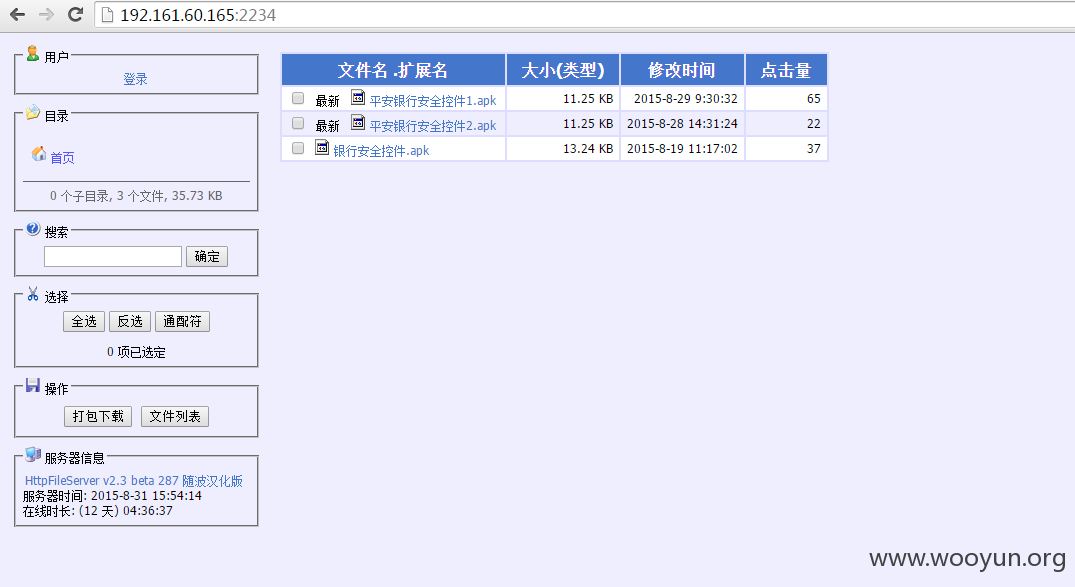 192.161.60.165:2234
用户
登录
目录
首页
0 个子目录, 3 个文件, 35.73 KB
搜索
确定
选择
全选 反选 通配符
0 项已选定
操作
打包下载 文件列表
服务器信息
HttpFileServer v2.3 beta 287 随波汉化版
服务器时间: 2015-8-31 15:54:14
在线时长: (12 天) 04:36:37
文件名 .扩展名 大小(类型) 修改时间 点击量
最新 平安银行安全控件1.apk 11.25 KB 2015-8-29 9:30:32 65
最新 平安银行安全控件2.apk 11.25 KB 2015-8-28 14:31:24 22
银行安全控件.apk 13.24 KB 2015-8-19 11:17:02 37
www.wooyun.org